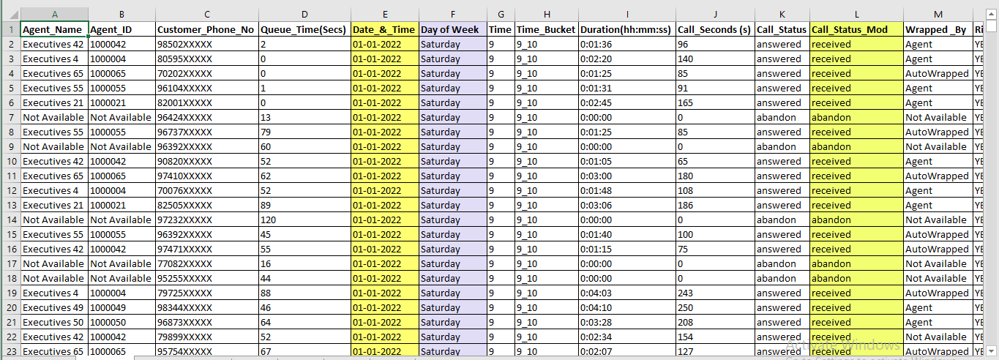 A B C D E F G H I J K L M
1 Agent_Name Agent_ID Customer_Phone_No Queue_Time(Secs) Date_&_Time Day of Week Time Time_Bucket Duration(hh:mm:ss) Call_Seconds (s) Call_Status Call_Status_Mod Wrapped _By Ri
2 Executives 42 1000042 98502XXXXX 2 01-01-2022 Saturday 9 9_10 0:01:36 96 answered received Agent YE
3 Executives 4 1000004 80595XXXXX 0 01-01-2022 Saturday 9 9_10 0:02:20 140 answered received Agent YE
4 Executives 65 1000065 70202XXXXX 0 01-01-2022 Saturday 9 9_10 0:01:25 85 answered received AutoWrapped YE
5 Executives 55 1000055 96104XXXXX 1 01-01-2022 Saturday 9 9_10 0:01:31 91 answered received Agent YE
6 Executives 21 1000021 82001XXXXX 0 01-01-2022 Saturday 9 9_10 0:02:45 165 answered received Agent YE
7 Not Available Not Available 96424XXXXX 13 01-01-2022 Saturday 9 9_10 0:00:00 0 abandon abandon Not Available YE
8 Executives 55 1000055 96737XXXXX 79 01-01-2022 Saturday 9 9_10 0:01:25 85 answered received AutoWrapped YE
9 Not Available Not Available 96392XXXXX 60 01-01-2022 Saturday 9 9_10 0:00:00 0 abandon abandon Not Available YE
10 Executives 42 1000042 90820XXXXX 52 01-01-2022 Saturday 9 9_10 0:01:05 65 answered received Agent YE
11 Executives 65 1000065 97410XXXXX 62 01-01-2022 Saturday 9 9_10 0:03:00 180 answered received AutoWrapped YE
12 Executives 4 1000004 70076XXXXX 52 01-01-2022 Saturday 9 9_10 0:01:48 108 answered received Agent YE
13 Executives 21 1000021 82505XXXXX 89 01-01-2022 Saturday 9 9_10 0:03:06 186 answered received Agent YE
14 Not Available Not Available 97232XXXXX 120 01-01-2022 Saturday 9 9_10 0:00:00 0 abandon abandon Not Available YE
15 Executives 55 1000055 96392XXXXX 45 01-01-2022 Saturday 9 9_10 0:01:40 100 answered received AutoWrapped YE
16 Executives 42 1000042 97471XXXXX 55 01-01-2022 Saturday 9 9_10 0:01:15 75 answered received AutoWrapped YE
17 Not Available Not Available 77082XXXXX 16 01-01-2022 Saturday 9 9_10 0:00:00 0 abandon abandon Not Available YE
18 Not Available Not Available 95255XXXXX 44 01-01-2022 Saturday 9 9_10 0:00:00 0 abandon abandon Not Available YE
19 Executives 4 1000004 79725XXXXX 88 01-01-2022 Saturday 9 9_10 0:04:03 243 answered received AutoWrapped YE
20 Executives 49 1000049 98344XXXXX 46 01-01-2022 Saturday 9 9_10 0:04:10 250 answered received Agent YE
21 Executives 50 1000050 96873XXXXX 64 01-01-2022 Saturday 9 9_10 0:03:28 208 answered received Agent YE
22 Executives 42 1000042 79899XXXXX 52 01-01-2022 Saturday 9 9_10 0:02:34 154 answered received Not Available YE
Activate Windows
23 Executives 65 1000065 95754XXXXX 67 01-01-2022 Saturday 9 9_10 0:02:07 127 answered received AutoWrapped YE